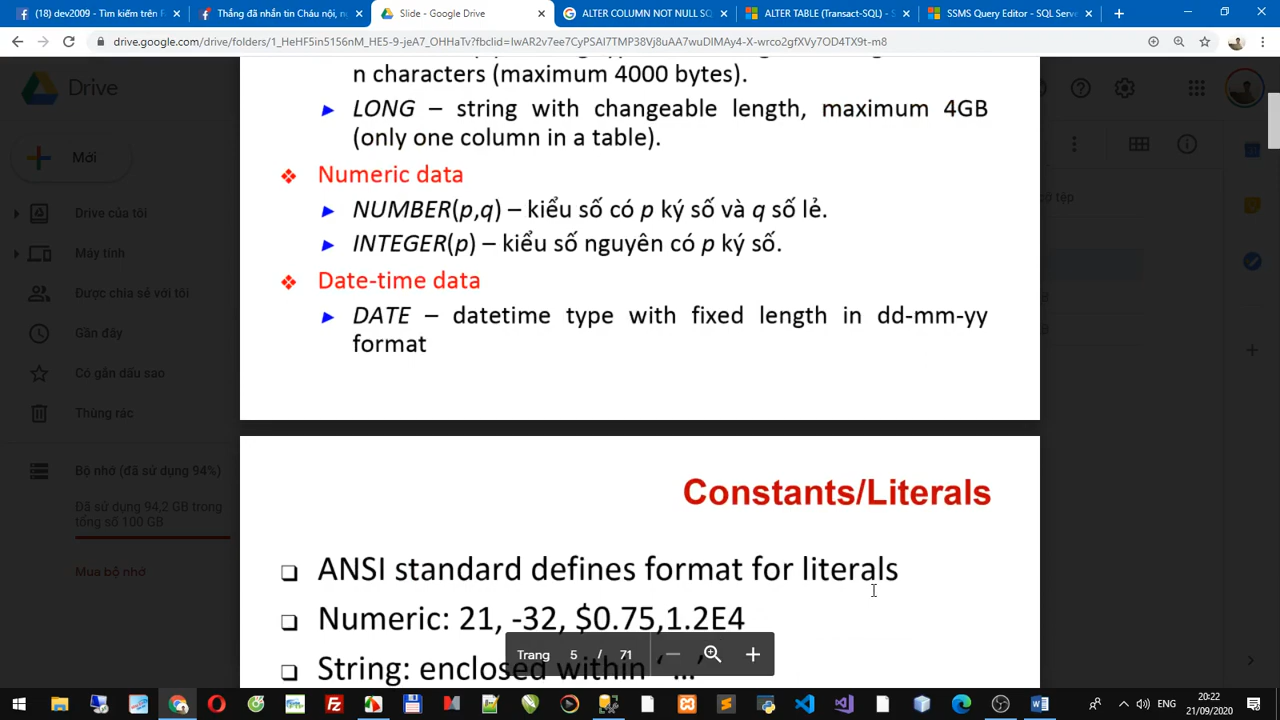 dev2009 - Tìm kiếm trên F
Thắng đã nhắn tin Cháu nội, ng
Slide - Google Drive
ALTER COLUMN NOT NULL SQ
ALTER TABLE (Transact-SQL) - S
SSMS Query Editor - SQL Server
drive.google.com/drive/folders/1_HeHF5in5156nM_HE5-9-jeA7_OHHaTv?fbclid=IwAR2v7ee7CyPSAI7TMP38Vj8uAA7wuDIMAy4-X-wrco2gfXVy7OD4TX9t-m8
Drive
Mới
Drive của tôi
Máy tính
Được chia sẻ với tôi
Gần đây
Có gắn dấu sao
Thùng rác
Bộ nhớ (đã sử dụng 94%)
Đã sử dụng 94,2 GB trong
tổng số 100 GB
Mua bộ nhớ
n characters (maximum 4000 bytes).
LONG – string with changeable length, maximum 4GB
(only one column in a table).
Numeric data
NUMBER(p,q) – kiểu số có p ký số và q số lẻ.
INTEGER(p) – kiểu số nguyên có p ký số.
Date-time data
DATE – datetime type with fixed length in dd-mm-yy
format
Constants/Literals
ANSI standard defines format for literals
Numeric: 21, -32, $0.75,1.2E4
String: enclosed within ‘ … ’
Trang 5 / 71
ENG
20:22
21/09/2020